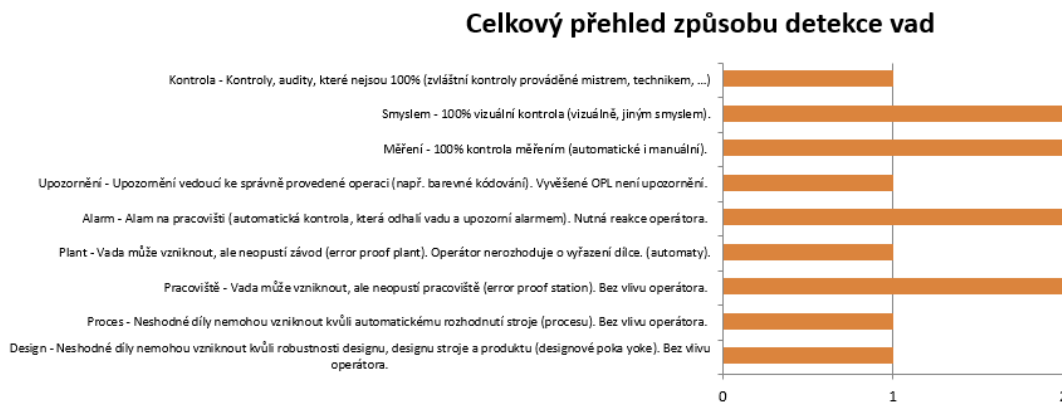 Celkový přehled způsobu detekce vad
Kontrola - Kontroly, audity, které nejsou 100% (zvláštní kontroly prováděné mistrem, technikem, ...)
Smyslem - 100% vizuální kontrola (vizuálně, jiným smyslem).
Měření - 100% kontrola měřením (automatické i manuální).
Upozornění - Upozornění vedoucí ke správně provedené operaci (např. barevné kódování). Vyvěšené OPL není upozornění.
Alarm - Alam na pracovišti (automatická kontrola, která odhalí vadu a upozorní alarmem). Nutná reakce operátora.
Plant - Vada může vzniknout, ale neopustí závod (error proof plant). Operátor nerozhoduje o vyřazení dílce. (automaty).
Pracoviště - Vada může vzniknout, ale neopustí pracoviště (error proof station). Bez vlivu operátora.
Proces - Neshodné díly nemohou vzniknout kvůli automatickému rozhodnutí stroje (procesu). Bez vlivu operátora.
Design - Neshodné díly nemohou vzniknout kvůli robustnosti designu, designu stroje a produktu (designové poka yoke). Bez vlivu
operátora.
0 1 2